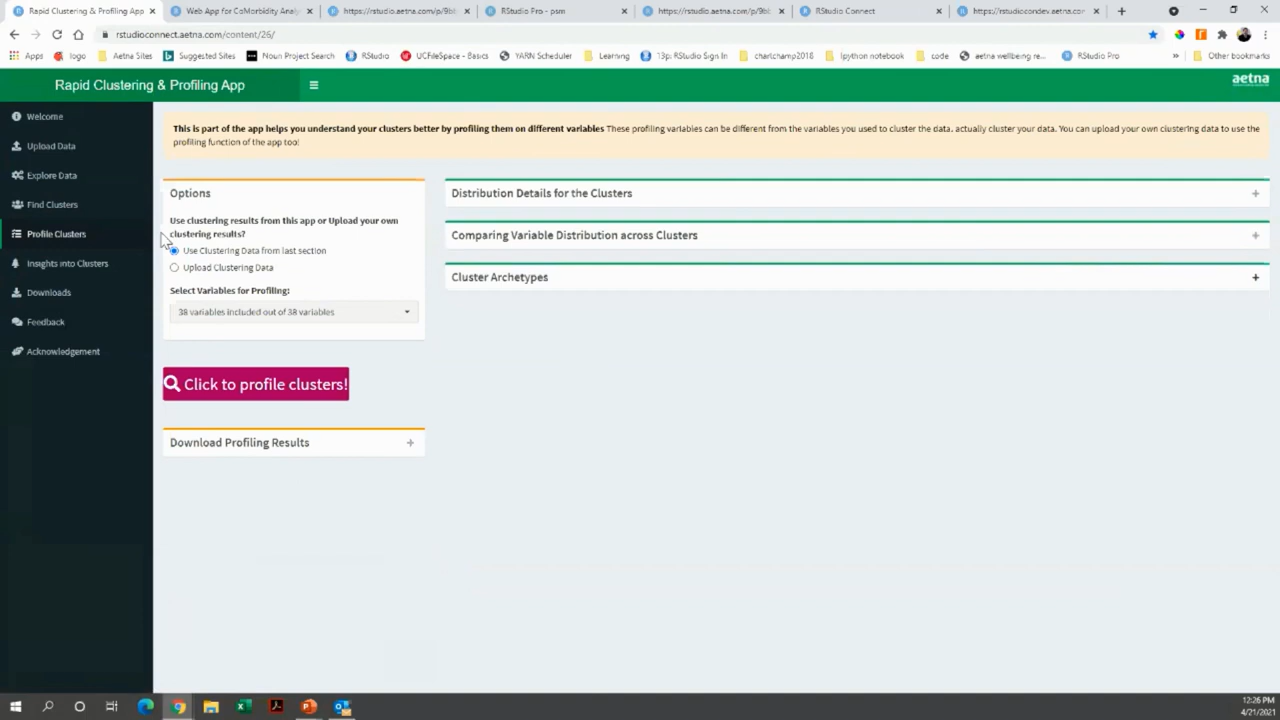 Rapid Clustering & Profiling App
Web App for CoMorbidity Analy
https://rstudio.aetna.com/p/9bb
RStudio Pro - psm
https://rstudio.aetna.com/p/9bb
RStudio Connect
https://rstudiocondev.aetna.com
rstudioconnect.aetna.com/content/26/
Apps
logo
Aetna Sites
Suggested Sites
Noun Project Search
RStudio
UCFileSpace - Basics
YARN Scheduler
Learning
13p: RStudio Sign In
chartchamp2018
Ipython notebook
code
aetna wellbeing re...
RStudio Pro
»
Other bookmarks
Rapid Clustering & Profiling App
aetna
Welcome
Upload Data
Explore Data
Find Clusters
Profile Clusters
Insights into Clusters
Downloads
Feedback
Acknowledgement
This is part of the app helps you understand your clusters better by profiling them on different variables These profiling variables can be different from the variables you used to cluster the data. actually cluster your data. You can upload your own clustering data to use the
profiling function of the app too!
Options
Use clustering results from this app or Upload your own
clustering results?
Use Clustering Data from last section
Upload Clustering Data
Select Variables for Profiling:
38 variables included out of 38 variables
Click to profile clusters!
Download Profiling Results
Distribution Details for the Clusters
Comparing Variable Distribution across Clusters
Cluster Archetypes
12:26 PM
4/21/2021